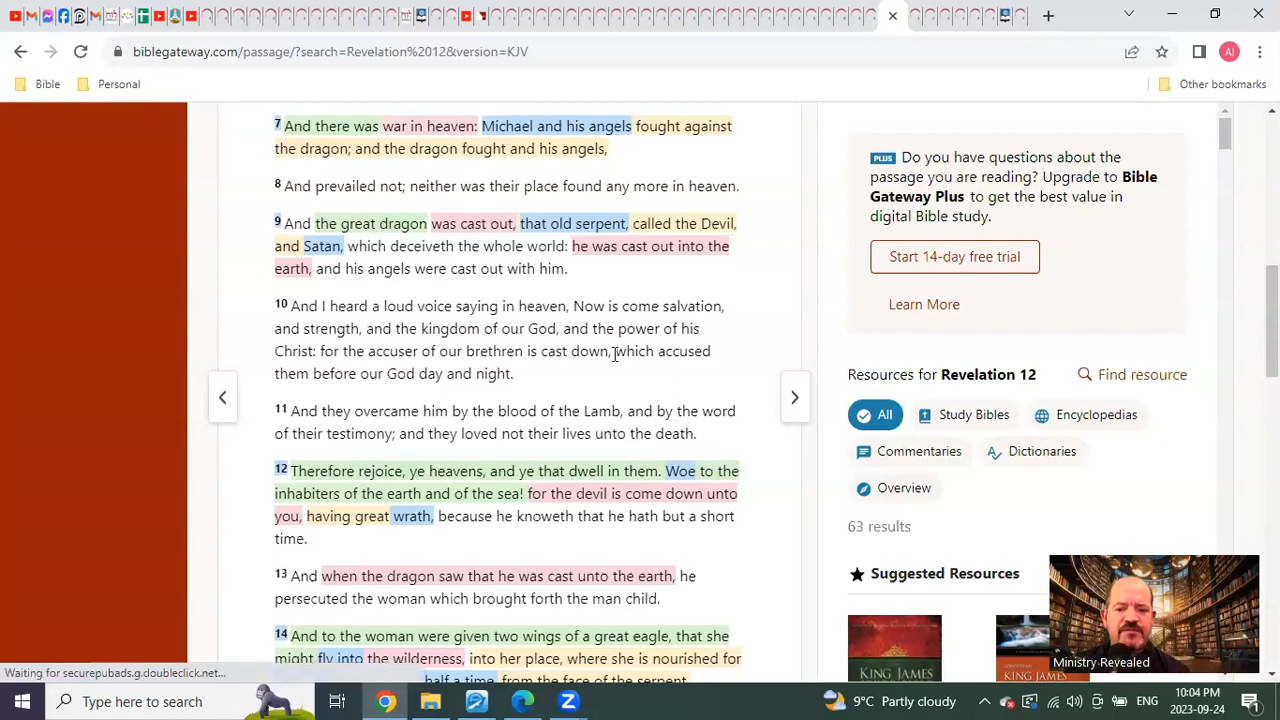 biblegateway.com/passage/?search=Revelation%2012&version=KJV
AI
Bible
Personal
Other bookmarks
7 And there was war in heaven: Michael and his angels fought against
the dragon; and the dragon fought and his angels,
8 And prevailed not; neither was their place found any more in heaven.
9 And the great dragon was cast out, that old serpent, called the Devil,
and Satan, which deceiveth the whole world: he was cast out into the
earth, and his angels were cast out with him.
10 And I heard a loud voice saying in heaven, Now is come salvation,
and strength, and the kingdom of our God, and the power of his
Christ: for the accuser of our brethren is cast down, which accused
them before our God day and night.
11 And they overcame him by the blood of the Lamb, and by the word
of their testimony; and they loved not their lives unto the death.
12 Therefore rejoice, ye heavens, and ye that dwell in them. Woe to the
inhabiters of the earth and of the sea! for the devil is come down unto
you, having great wrath, because he knoweth that he hath but a short
time.
13 And when the dragon saw that he was cast unto the earth, he
persecuted the woman which brought forth the man child.
14 And to the woman were given two wings of a great eagle, that she
might fly into the wilderness, into her place, where she is nourished for
half a time, from the face of the serpent
PLUS Do you have questions about the
passage you are reading? Upgrade to Bible
Gateway Plus to get the best value in
digital Bible study.
Start 14-day free trial
Learn More
Resources for Revelation 12
Find resource
All
Study Bibles
Encyclopedias
Commentaries
Dictionaries
Overview
63 results
Suggested Resources
KING JAMES
KING JAMES
Ministry Revealed
Waiting for securepubads.g.doubleclick.net...
Type here to search
9°C Partly cloudy
ENG
10:04 PM
2023-09-24